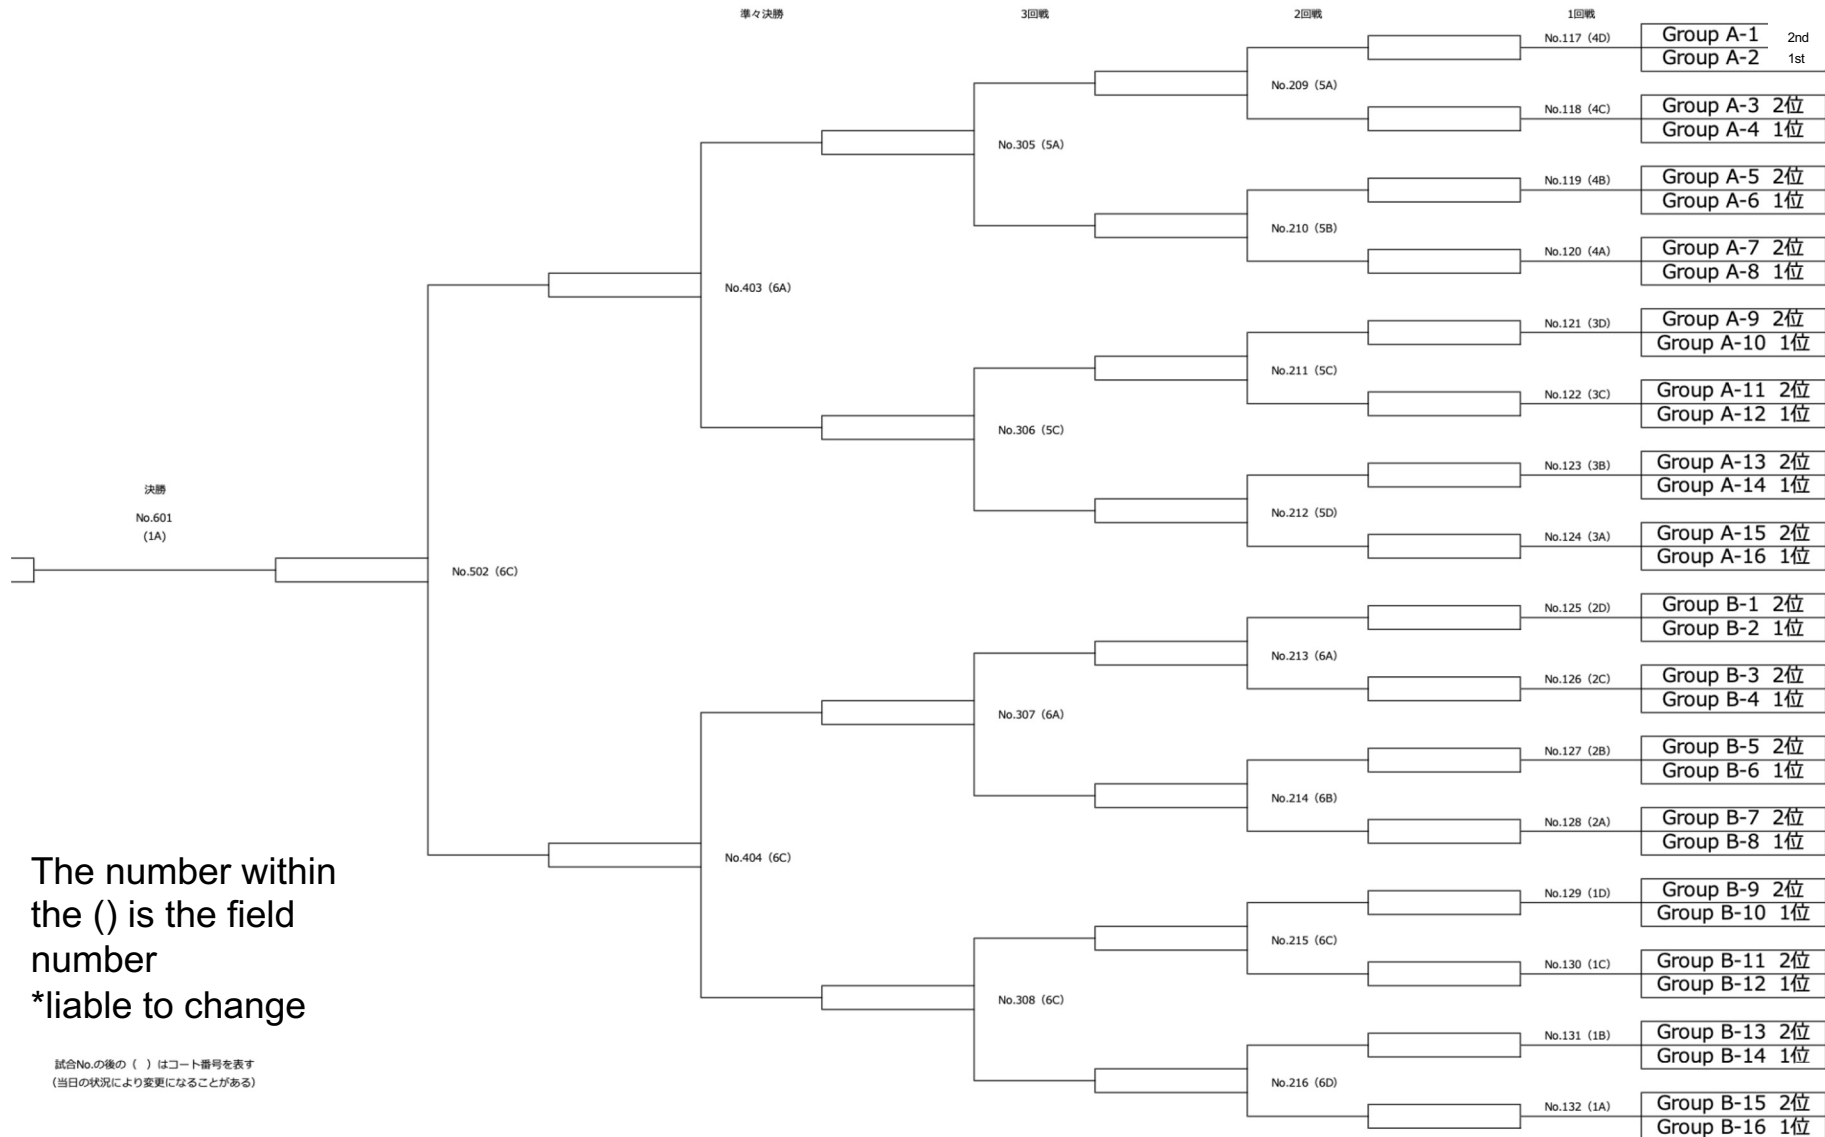 準々決勝
3回戦
2回戦
1回戦
No.117（4D）
Group A-1
2nd
Group A-2
1st
No.209（5A）
No.118（4C）
Group A-3 2位
Group A-4 1位
No.305（5A）
No.119（4B）
Group A-5 2位
Group A-6 1位
No.210（5B）
No.120（4A）
Group A-7 2位
Group A-8 1位
No.403（6A）
No.121（3D）
Group A-9 2位
Group A-10 1位
No.211（5C）
No.122（3C）
Group A-11 2位
Group A-12 1位
No.306（5C）
No.123（3B）
Group A-13 2位
Group A-14 1位
No.212（5D）
No.124（3A）
Group A-15 2位
Group A-16 1位
決勝
No.601
(1A)
No.502（6C）
No.125（2D）
Group B-1 2位
Group B-2 1位
No.213（6A）
No.126（2C）
Group B-3 2位
Group B-4 1位
No.307（6A）
No.127（2B）
Group B-5 2位
Group B-6 1位
No.214（6B）
No.128（2A）
Group B-7 2位
Group B-8 1位
No.404（6C）
No.129（1D）
Group B-9 2位
Group B-10 1位
No.215（6C）
No.130（1C）
Group B-11 2位
Group B-12 1位
No.308（6C）
No.131（1B）
Group B-13 2位
Group B-14 1位
No.216（6D）
No.132（1A）
Group B-15 2位
Group B-16 1位
The number within
the () is the field
number
*liable to change
試合No.の後の（　）はコート番号を表す
（当日の状況により変更になることがある）